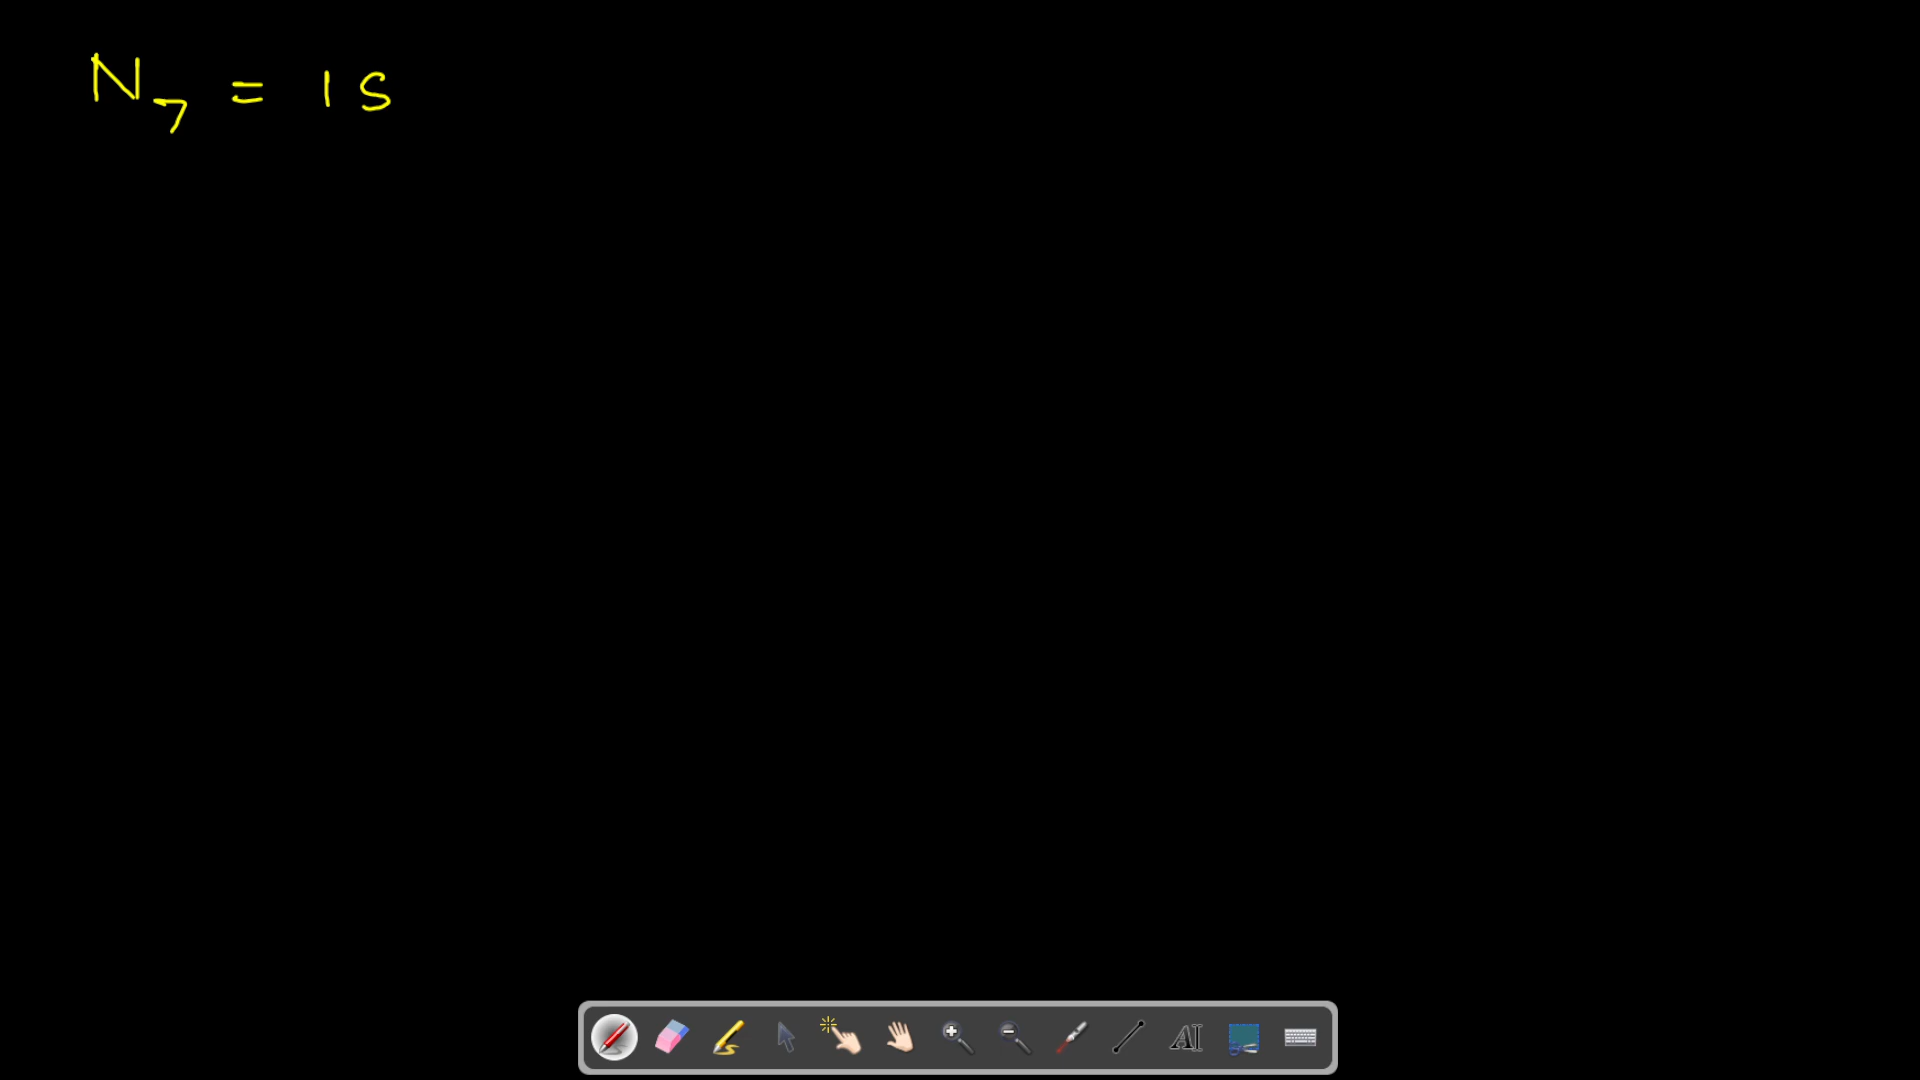 N₇ = 1s